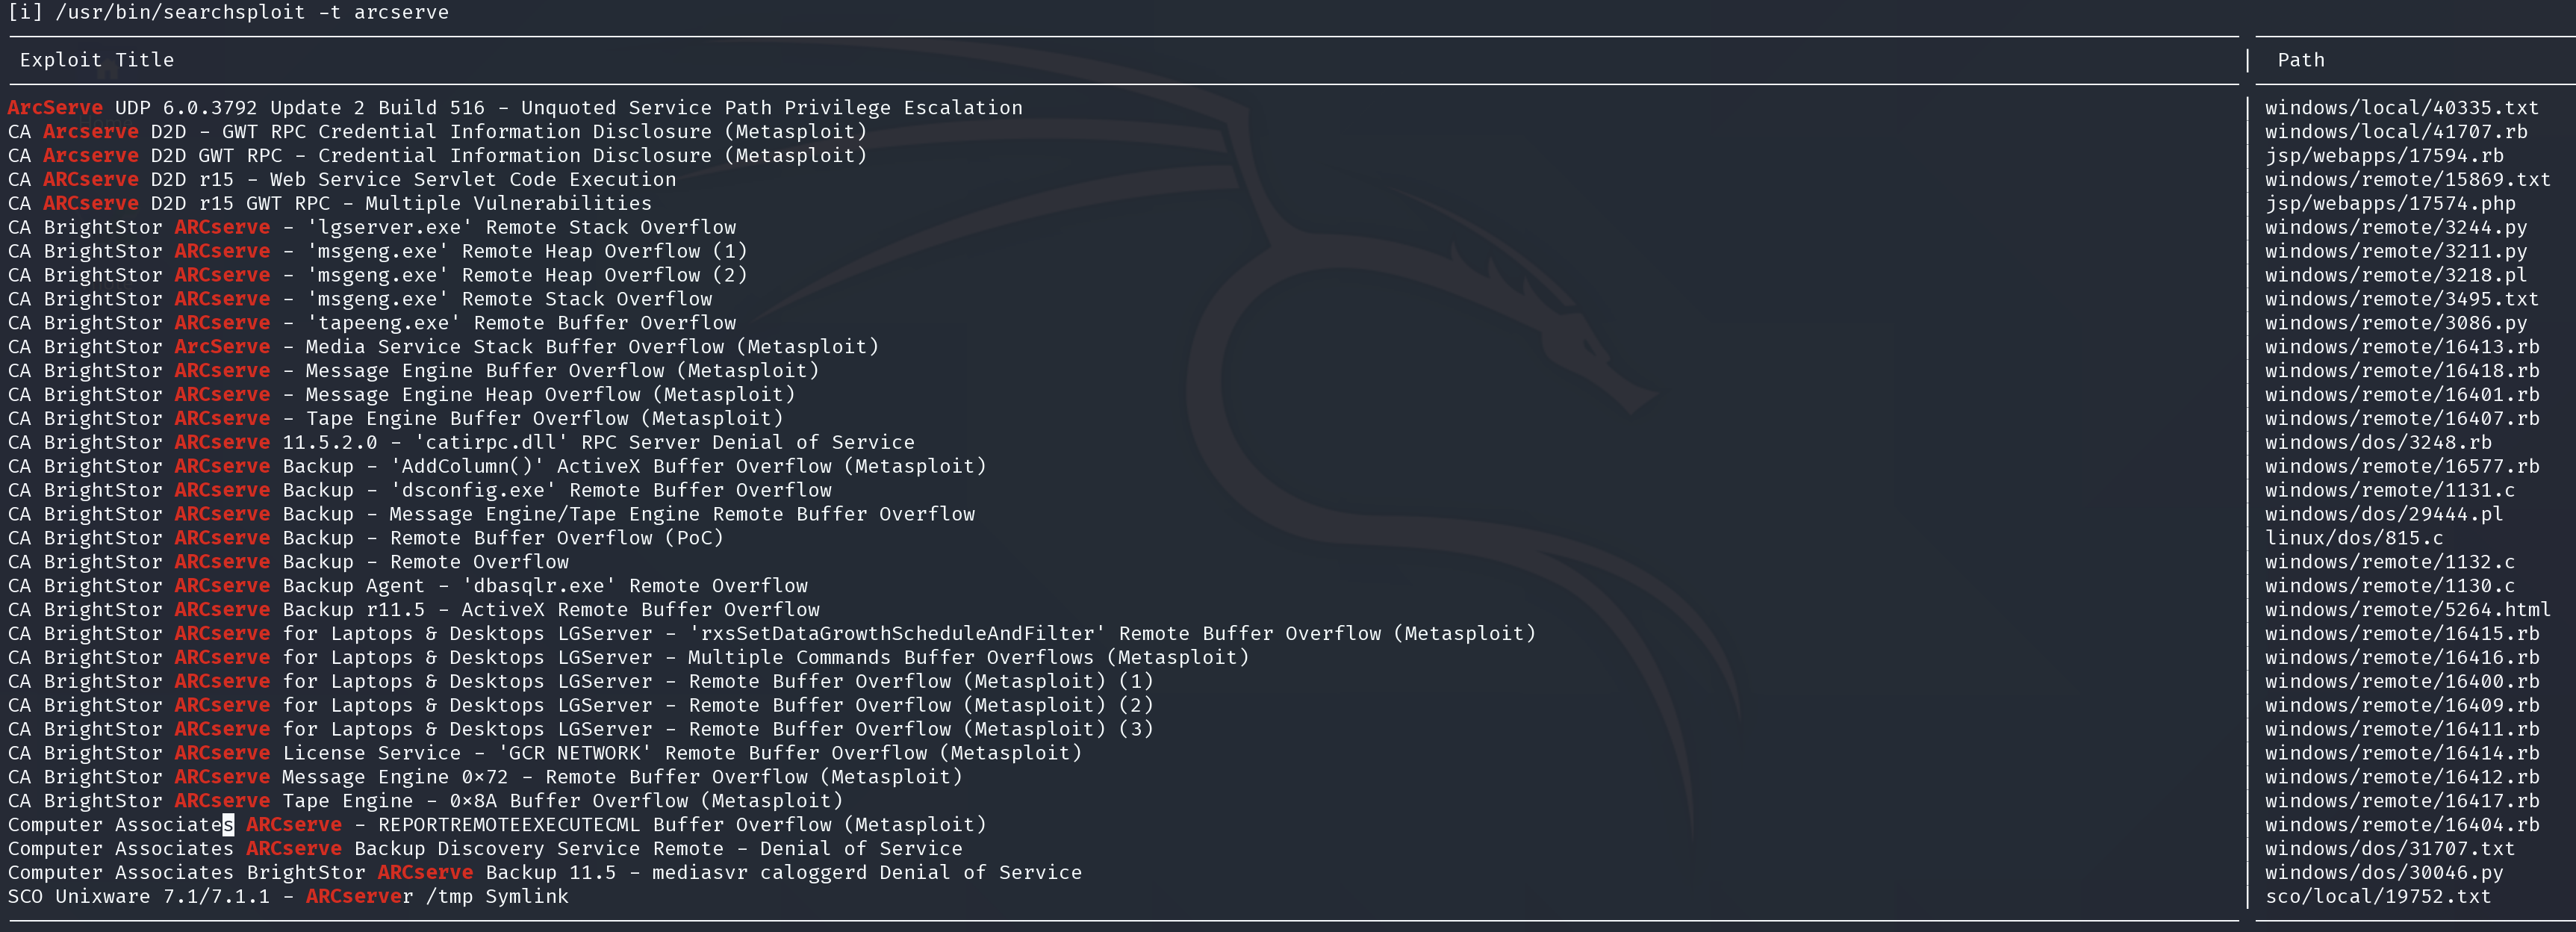 [i] /usr/bin/searchsploit -t arcserve
Exploit Title | Path
ArcServe UDP 6.0.3792 Update 2 Build 516 - Unquoted Service Path Privilege Escalation | windows/local/40335.txt
CA Arcserve D2D - GWT RPC Credential Information Disclosure (Metasploit) | windows/local/41707.rb
CA Arcserve D2D GWT RPC - Credential Information Disclosure (Metasploit) | jsp/webapps/17594.rb
CA ARCserve D2D r15 - Web Service Servlet Code Execution | windows/remote/15869.txt
CA ARCserve D2D r15 GWT RPC - Multiple Vulnerabilities | jsp/webapps/17574.php
CA BrightStor ARCserve - 'lgserver.exe' Remote Stack Overflow | windows/remote/3244.py
CA BrightStor ARCserve - 'msgeng.exe' Remote Heap Overflow (1) | windows/remote/3211.py
CA BrightStor ARCserve - 'msgeng.exe' Remote Heap Overflow (2) | windows/remote/3218.pl
CA BrightStor ARCserve - 'msgeng.exe' Remote Stack Overflow | windows/remote/3495.txt
CA BrightStor ARCserve - 'tapeeng.exe' Remote Buffer Overflow | windows/remote/3086.py
CA BrightStor ArcServe - Media Service Stack Buffer Overflow (Metasploit) | windows/remote/16413.rb
CA BrightStor ARCserve - Message Engine Buffer Overflow (Metasploit) | windows/remote/16418.rb
CA BrightStor ARCserve - Message Engine Heap Overflow (Metasploit) | windows/remote/16401.rb
CA BrightStor ARCserve - Tape Engine Buffer Overflow (Metasploit) | windows/remote/16407.rb
CA BrightStor ARCserve 11.5.2.0 - 'catirpc.dll' RPC Server Denial of Service | windows/dos/3248.rb
CA BrightStor ARCserve Backup - 'AddColumn()' ActiveX Buffer Overflow (Metasploit) | windows/remote/16577.rb
CA BrightStor ARCserve Backup - 'dsconfig.exe' Remote Buffer Overflow | windows/remote/1131.c
CA BrightStor ARCserve Backup - Message Engine/Tape Engine Remote Buffer Overflow | windows/dos/29444.pl
CA BrightStor ARCserve Backup - Remote Buffer Overflow (PoC) | linux/dos/815.c
CA BrightStor ARCserve Backup - Remote Overflow | windows/remote/1132.c
CA BrightStor ARCserve Backup Agent - 'dbasqlr.exe' Remote Overflow | windows/remote/1130.c
CA BrightStor ARCserve Backup r11.5 - ActiveX Remote Buffer Overflow | windows/remote/5264.html
CA BrightStor ARCserve for Laptops & Desktops LGServer - 'rxsSetDataGrowthScheduleAndFilter' Remote Buffer Overflow (Metasploit) | windows/remote/16415.rb
CA BrightStor ARCserve for Laptops & Desktops LGServer - Multiple Commands Buffer Overflows (Metasploit) | windows/remote/16416.rb
CA BrightStor ARCserve for Laptops & Desktops LGServer - Remote Buffer Overflow (Metasploit) (1) | windows/remote/16400.rb
CA BrightStor ARCserve for Laptops & Desktops LGServer - Remote Buffer Overflow (Metasploit) (2) | windows/remote/16409.rb
CA BrightStor ARCserve for Laptops & Desktops LGServer - Remote Buffer Overflow (Metasploit) (3) | windows/remote/16411.rb
CA BrightStor ARCserve License Service - 'GCR NETWORK' Remote Buffer Overflow (Metasploit) | windows/remote/16414.rb
CA BrightStor ARCserve Message Engine 0×72 - Remote Buffer Overflow (Metasploit) | windows/remote/16412.rb
CA BrightStor ARCserve Tape Engine - 0×8A Buffer Overflow (Metasploit) | windows/remote/16417.rb
Computer Associates ARCserve - REPORTREMOTEEXECUTECML Buffer Overflow (Metasploit) | windows/remote/16404.rb
Computer Associates ARCserve Backup Discovery Service Remote - Denial of Service | windows/dos/31707.txt
Computer Associates BrightStor ARCserve Backup 11.5 - mediasvr caloggerd Denial of Service | windows/dos/30046.py
SCO Unixware 7.1/7.1.1 - ARCserver /tmp Symlink | sco/local/19752.txt